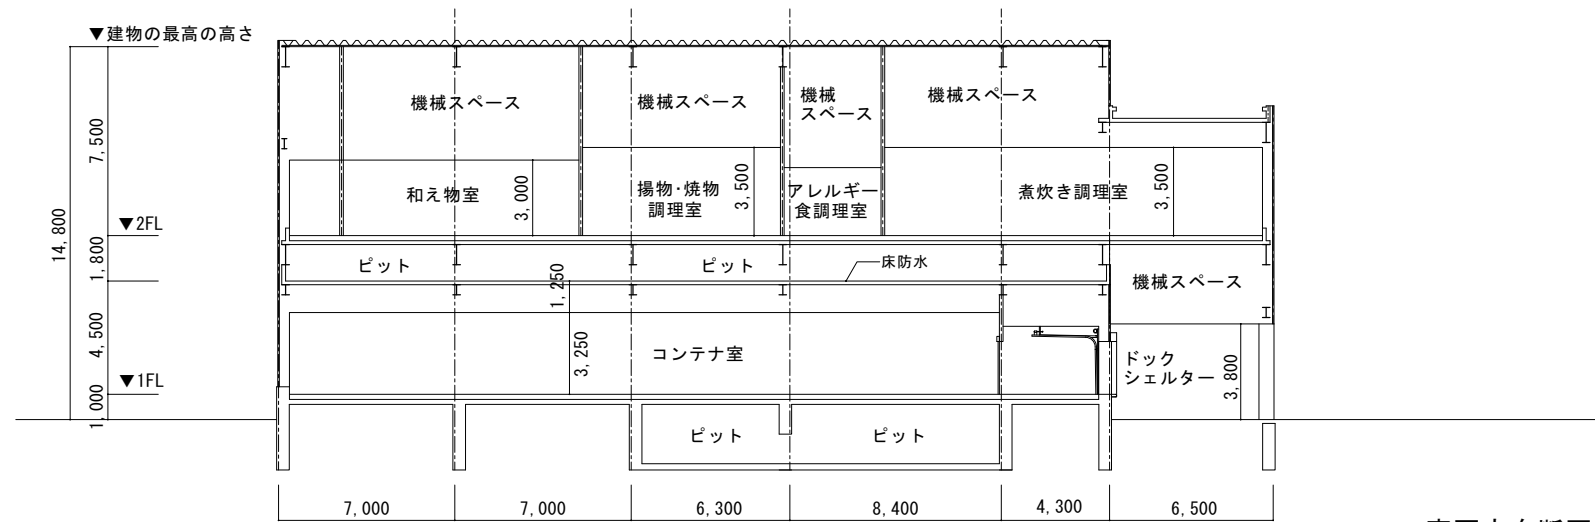 ▼建物の最高の高さ
機械スペース
機械スペース
機械
スペース
機械スペース
7,500
和え物室
3,000
揚物･焼物
調理室
3,500
アレルギー
食調理室
煮炊き調理室
3,500
14,800
▼2FL
1,800
ピット
1,250
ピット
床防水
機械スペース
4,500
コンテナ室
3,250
ドック
シェルター
3,800
▼1FL
1,000
ピット
ピット
7,000
7,000
6,300
8,400
4,300
6,500